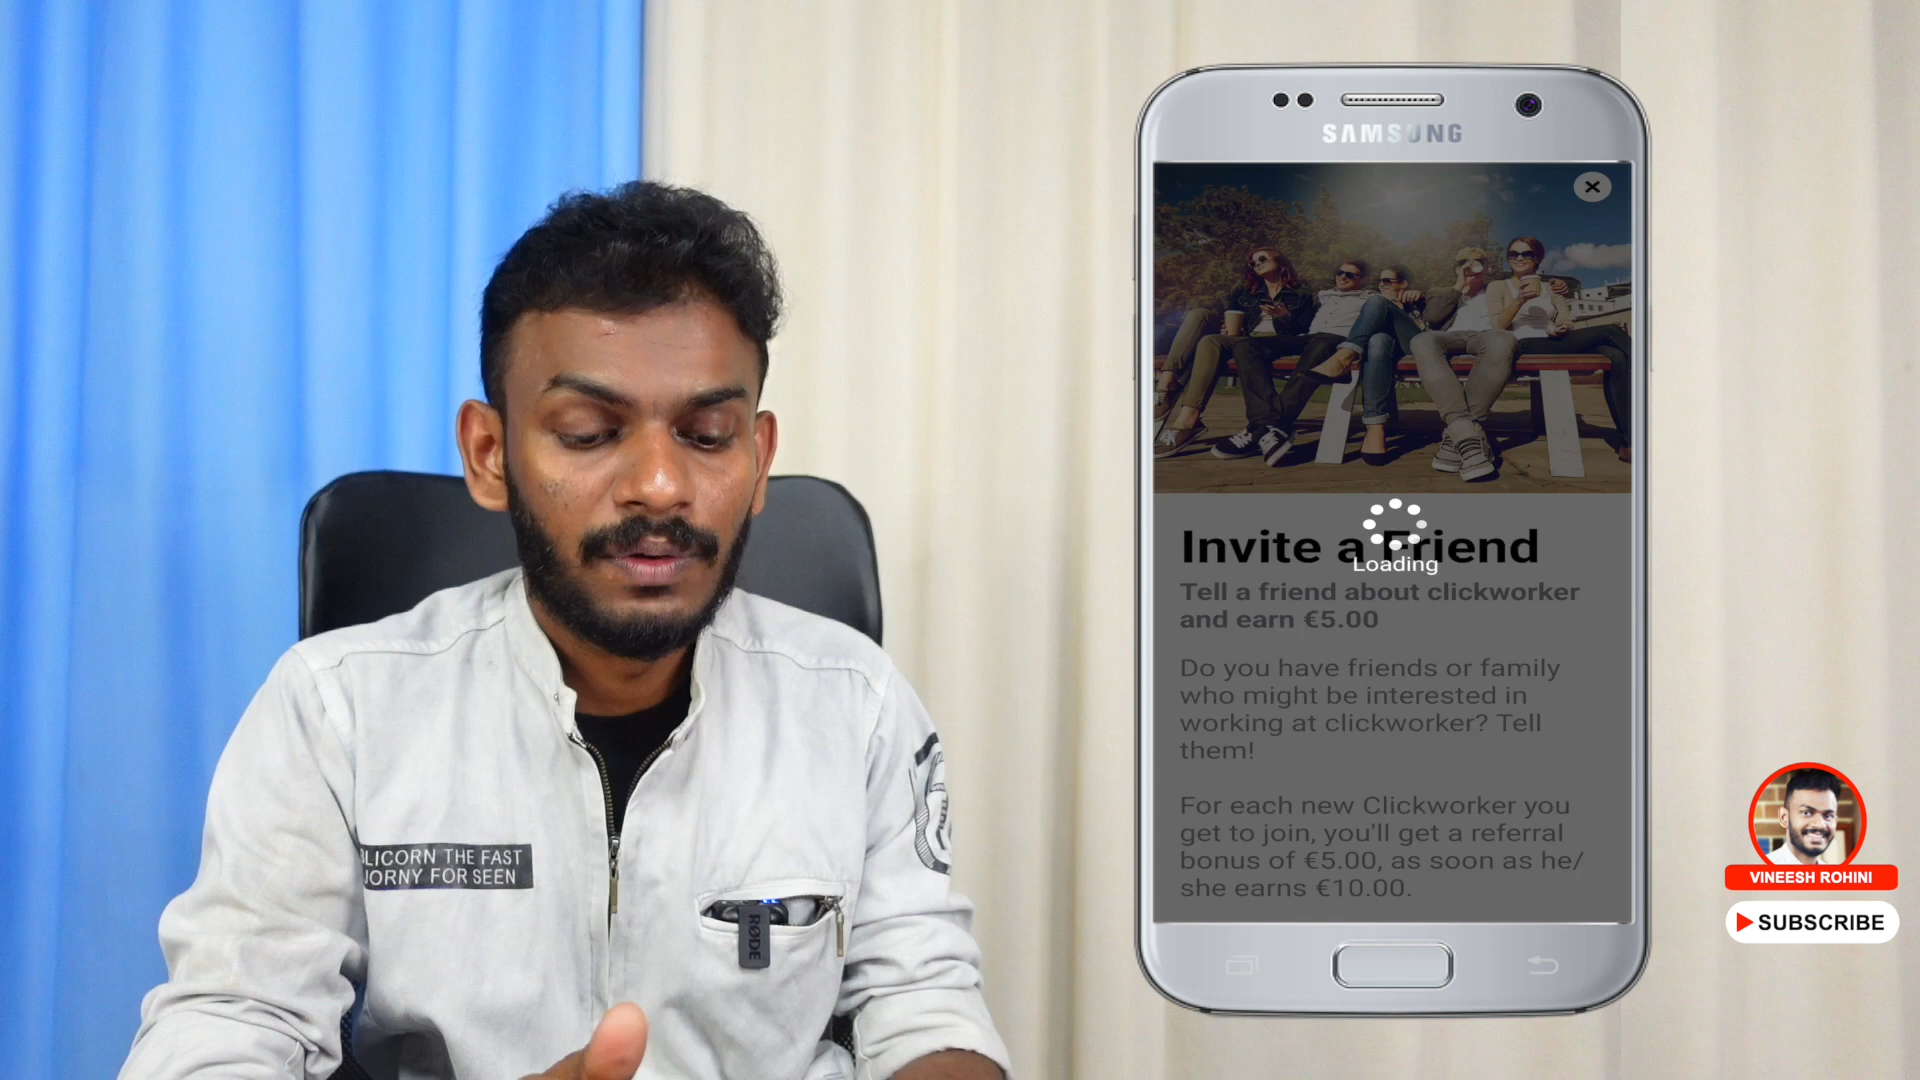 SAMSUNG
Invite a Friend
Loading
Tell a friend about clickworker
and earn €5.00
Do you have friends or family
who might be interested in
working at clickworker? Tell
them!
For each new Clickworker you
get to join, you'll get a referral
bonus of €5.00, as soon as he/
she earns €10.00.
LICORN THE FAST
ORNY FOR SEEN
RØDE
VINEESH ROHINI
SUBSCRIBE